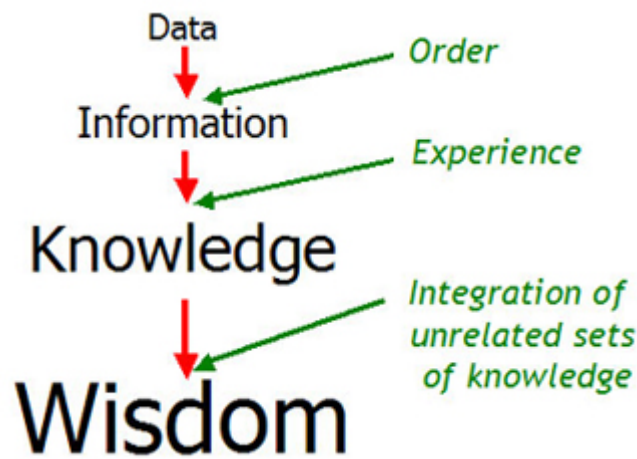 Data
Order
Information
Experience
Knowledge
Integration of
unrelated sets
of knowledge
Wisdom